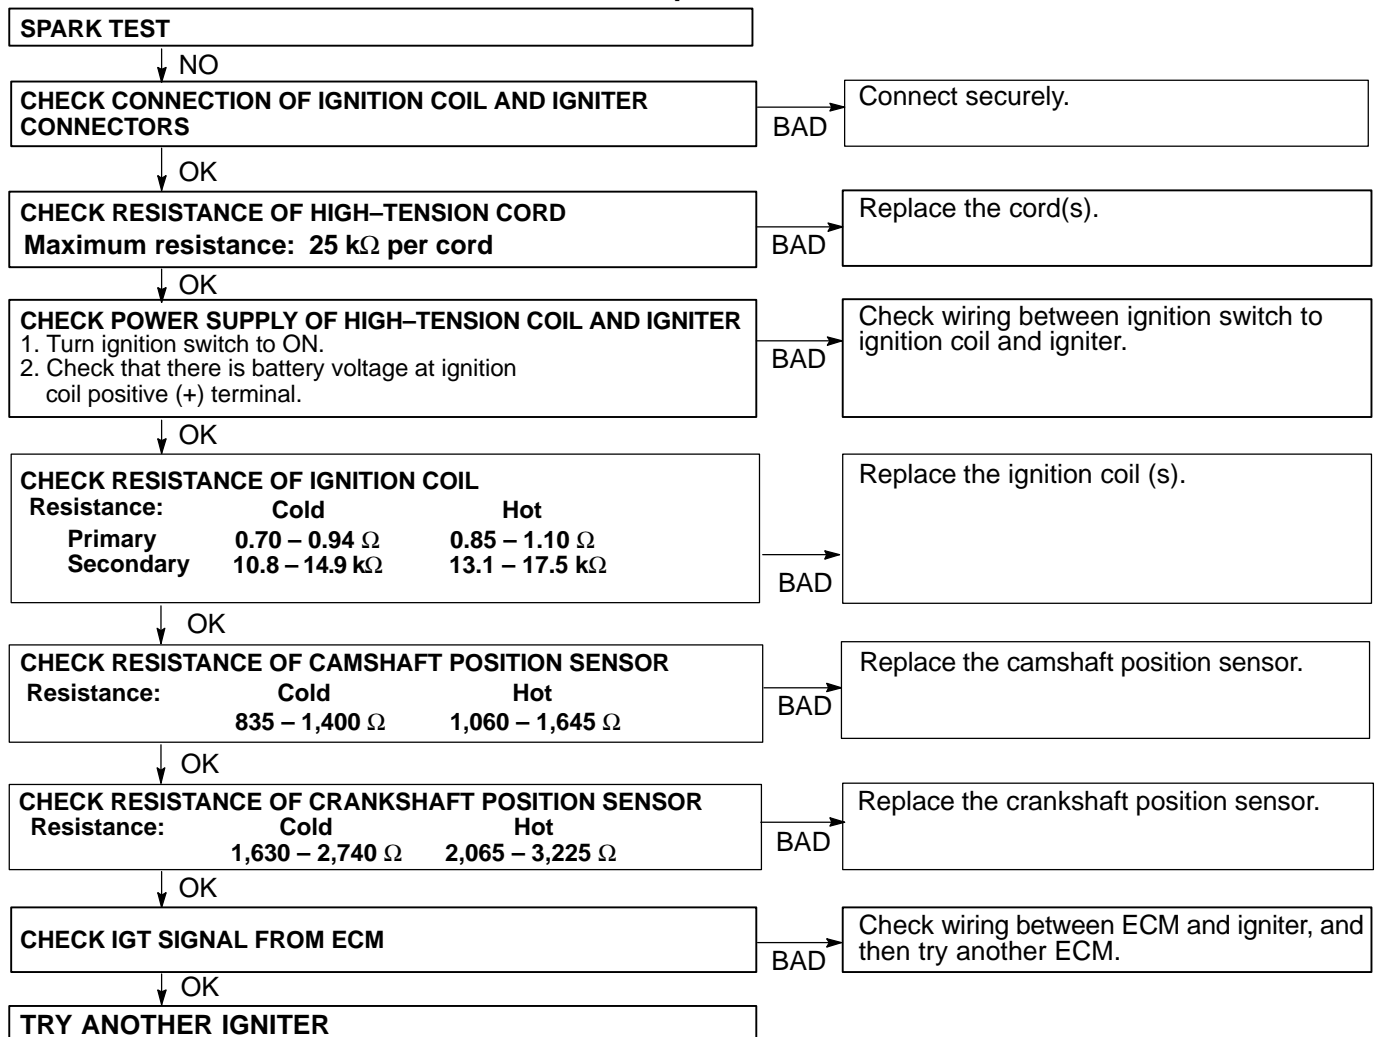 SPARK TEST
NO
CHECK CONNECTION OF IGNITION COIL AND IGNITER
CONNECTORS
BAD
Connect securely.
OK
CHECK RESISTANCE OF HIGH–TENSION CORD
Maximum resistance: 25 kΩ per cord
BAD
Replace the cord(s).
OK
CHECK POWER SUPPLY OF HIGH–TENSION COIL AND IGNITER
1. Turn ignition switch to ON.
2. Check that there is battery voltage at ignition
coil positive (+) terminal.
BAD
Check wiring between ignition switch to
ignition coil and igniter.
OK
CHECK RESISTANCE OF IGNITION COIL
Resistance: Cold Hot
Primary 0.70 – 0.94 Ω 0.85 – 1.10 Ω
Secondary 10.8 – 14.9 kΩ 13.1 – 17.5 kΩ
BAD
Replace the ignition coil (s).
OK
CHECK RESISTANCE OF CAMSHAFT POSITION SENSOR
Resistance: Cold Hot
835 – 1,400 Ω 1,060 – 1,645 Ω
BAD
Replace the camshaft position sensor.
OK
CHECK RESISTANCE OF CRANKSHAFT POSITION SENSOR
Resistance: Cold Hot
1,630 – 2,740 Ω 2,065 – 3,225 Ω
BAD
Replace the crankshaft position sensor.
OK
CHECK IGT SIGNAL FROM ECM
BAD
Check wiring between ECM and igniter, and
then try another ECM.
OK
TRY ANOTHER IGNITER